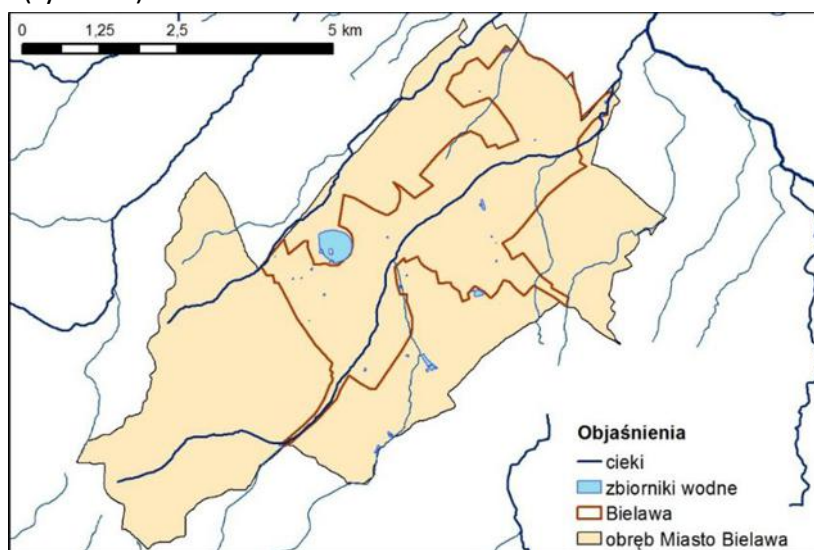 0 1,25 2,5 5 km
Objaśnienia
cieki
zbiorniki wodne
Bielawa
obręb Miasto Bielawa